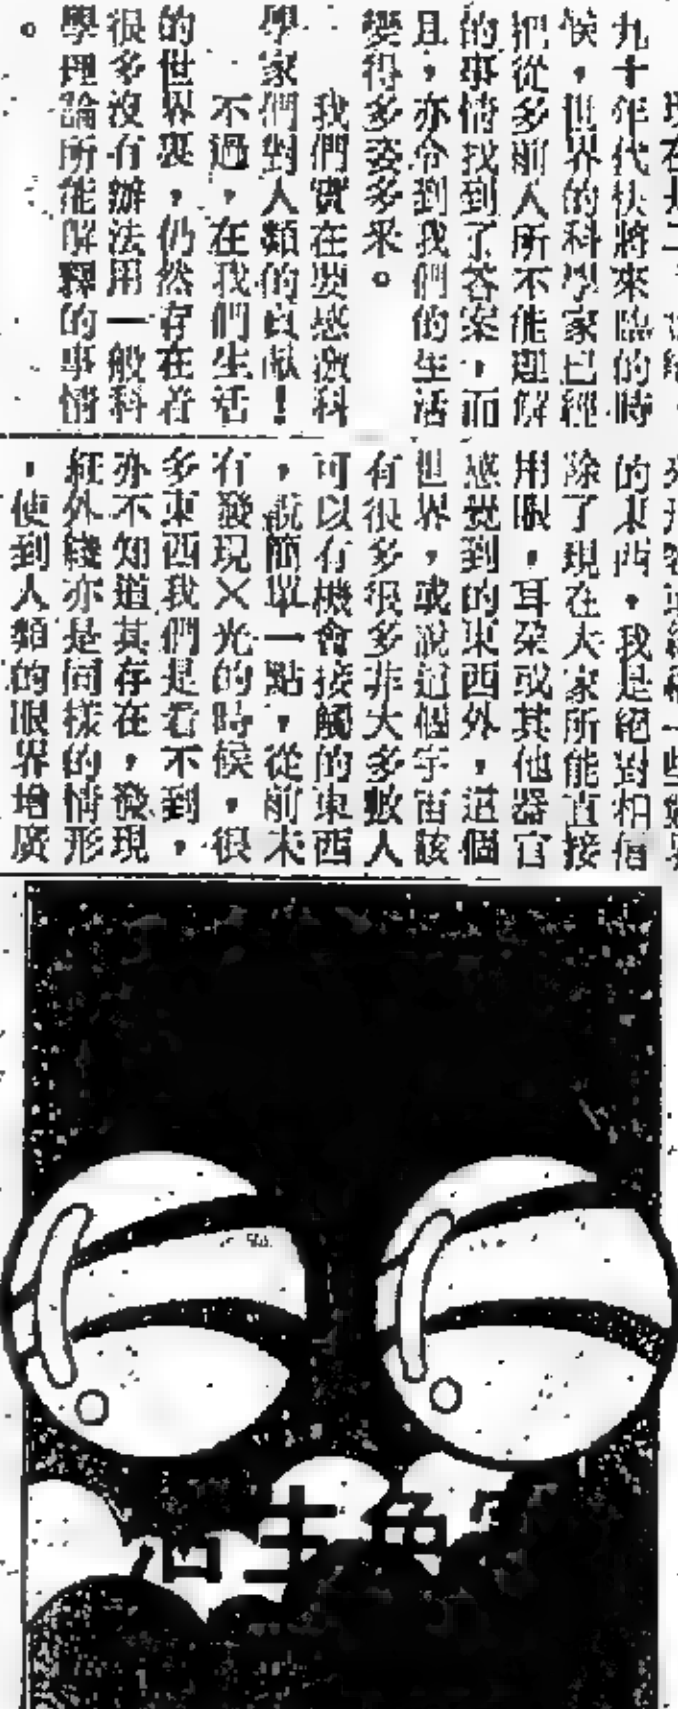 現在是二十世紀，
九十年代快將來臨的時
候，世界的科學家已經
把從多前人所不能理解
的事情找到了答案，而
且，亦令到我們的生活
變得多姿多釆。
我們實在要感激科
學家們對人類的貢献！
不過，在我們生活
的世界裏，仍然存在着
很多沒有辦法用一般科
學理論所能解釋的事情
。
的東西，我是絕對相信
除了現在大家所能直接
用眼，耳朶或其他器官
感覺到的東西外，這個
世界，或說這個宇宙該
有很多很多非大多數人
可以有機會接觸的東西
，說簡單一點，從前未
有發現X光的時候，很
多東西我們是看不到，
亦不知道其存在，發現
紅外綫亦是同樣的情形
，使到人類的眼界增廣